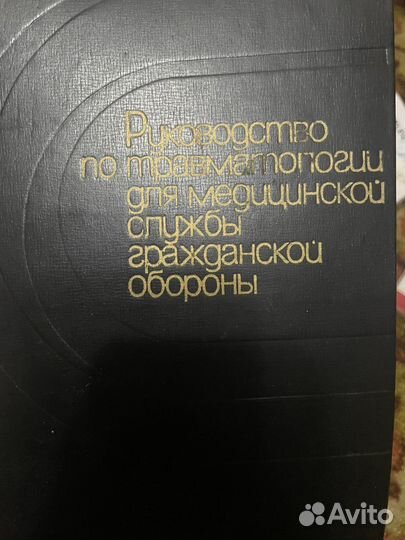 Руководство
по травматологии
для медицинской
службы
гражданской
обороны
Avito